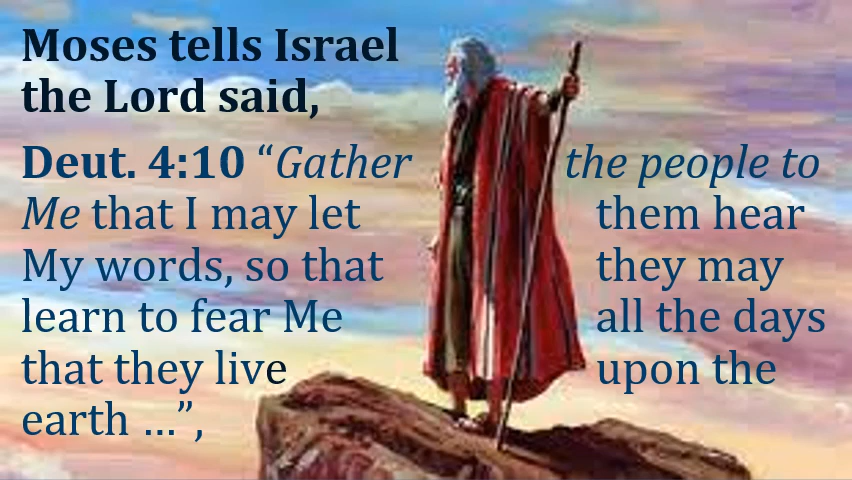 Moses tells Israel
the Lord said,
Deut. 4:10 “Gather the people to
Me that I may let them hear
My words, so that they may
learn to fear Me all the days
that they live upon the
earth …”,